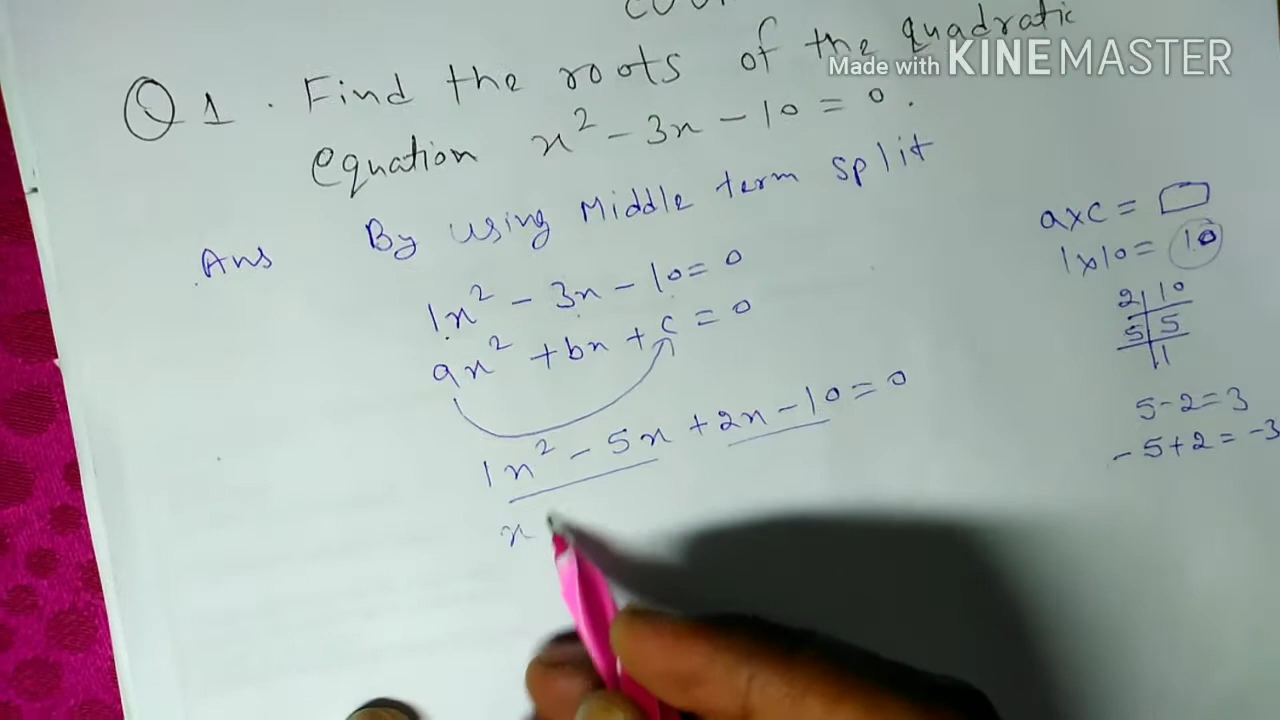 Made with KINEMASTER
Q1. Find the roots of the quadratic
equation x² - 3x - 10 = 0.
Ans By using Middle term split
1x² - 3x - 10 = 0
ax² + bx + c = 0
1x² - 5x + 2x - 10 = 0
x
a×c = □
1×10 = 10
2 | 10
5 | 5
1
5-2=3
-5+2=-3